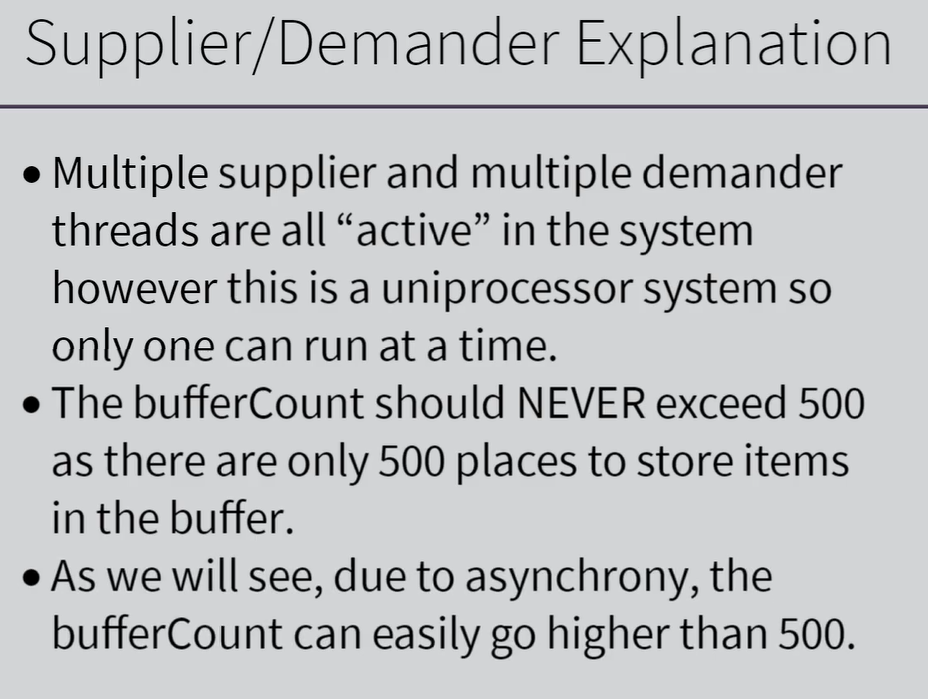 Supplier/Demander Explanation
• Multiple supplier and multiple demander
threads are all “active” in the system
however this is a uniprocessor system so
only one can run at a time.
• The bufferCount should NEVER exceed 500
as there are only 500 places to store items
in the buffer.
• As we will see, due to asynchrony, the
bufferCount can easily go higher than 500.